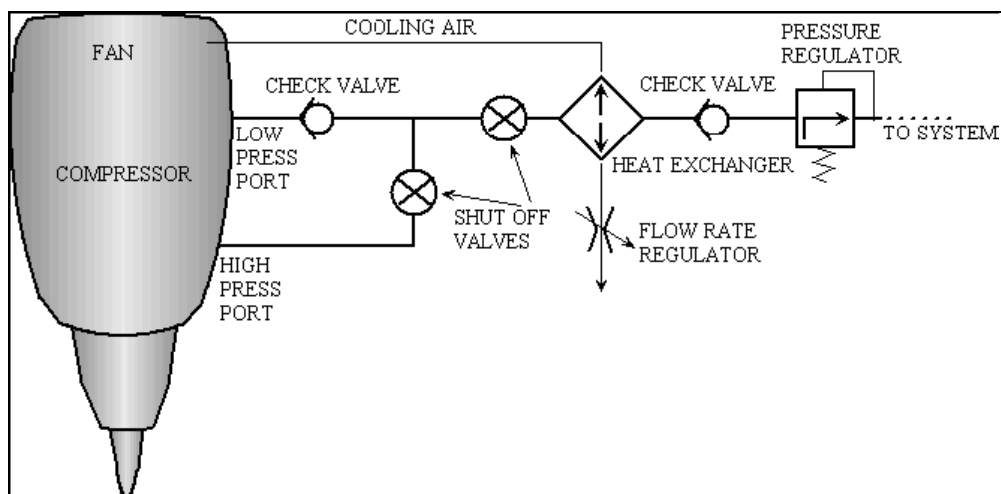 COOLING AIR
FAN
PRESSURE
REGULATOR
CHECK VALVE
CHECK VALVE
LOW
PRESS
PORT
TO SYSTEM
COMPRESSOR
HEAT EXCHANGER
SHUT OFF
VALVES
FLOW RATE
REGULATOR
HIGH
PRESS
PORT